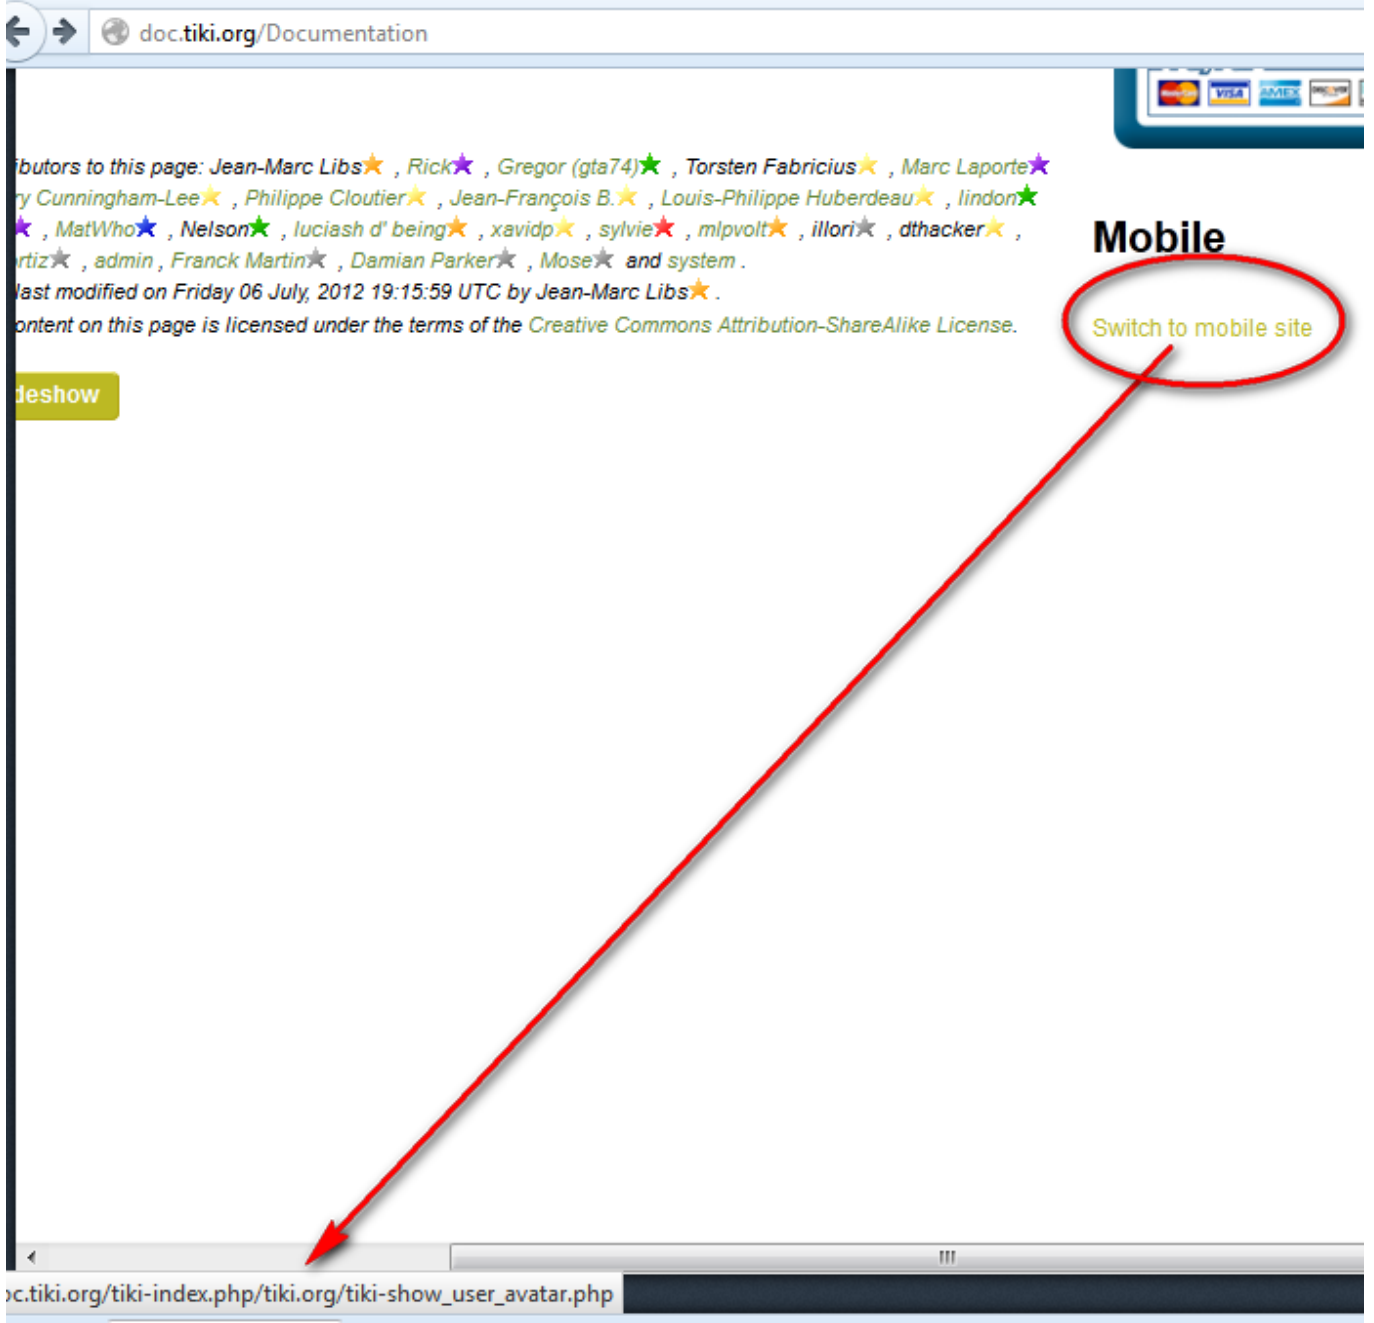 doc.tiki.org/Documentation
VISA AMEX DISCOVER
ibutors to this page: Jean-Marc Libs , Rick , Gregor (gta74) , Torsten Fabricius , Marc Laporte
ry Cunningham-Lee , Philippe Cloutier , Jean-François B. , Louis-Philippe Huberdeau , lindon
, MatWho , Nelson , luciash d' being , xavidp , sylvie , mlpvolt , illori , dthacker ,
rtiz , admin , Franck Martin , Damian Parker , Mose and system .
last modified on Friday 06 July, 2012 19:15:59 UTC by Jean-Marc Libs .
ontent on this page is licensed under the terms of the Creative Commons Attribution-ShareAlike License.
deshow
Mobile
Switch to mobile site
oc.tiki.org/tiki-index.php/tiki.org/tiki-show_user_avatar.php